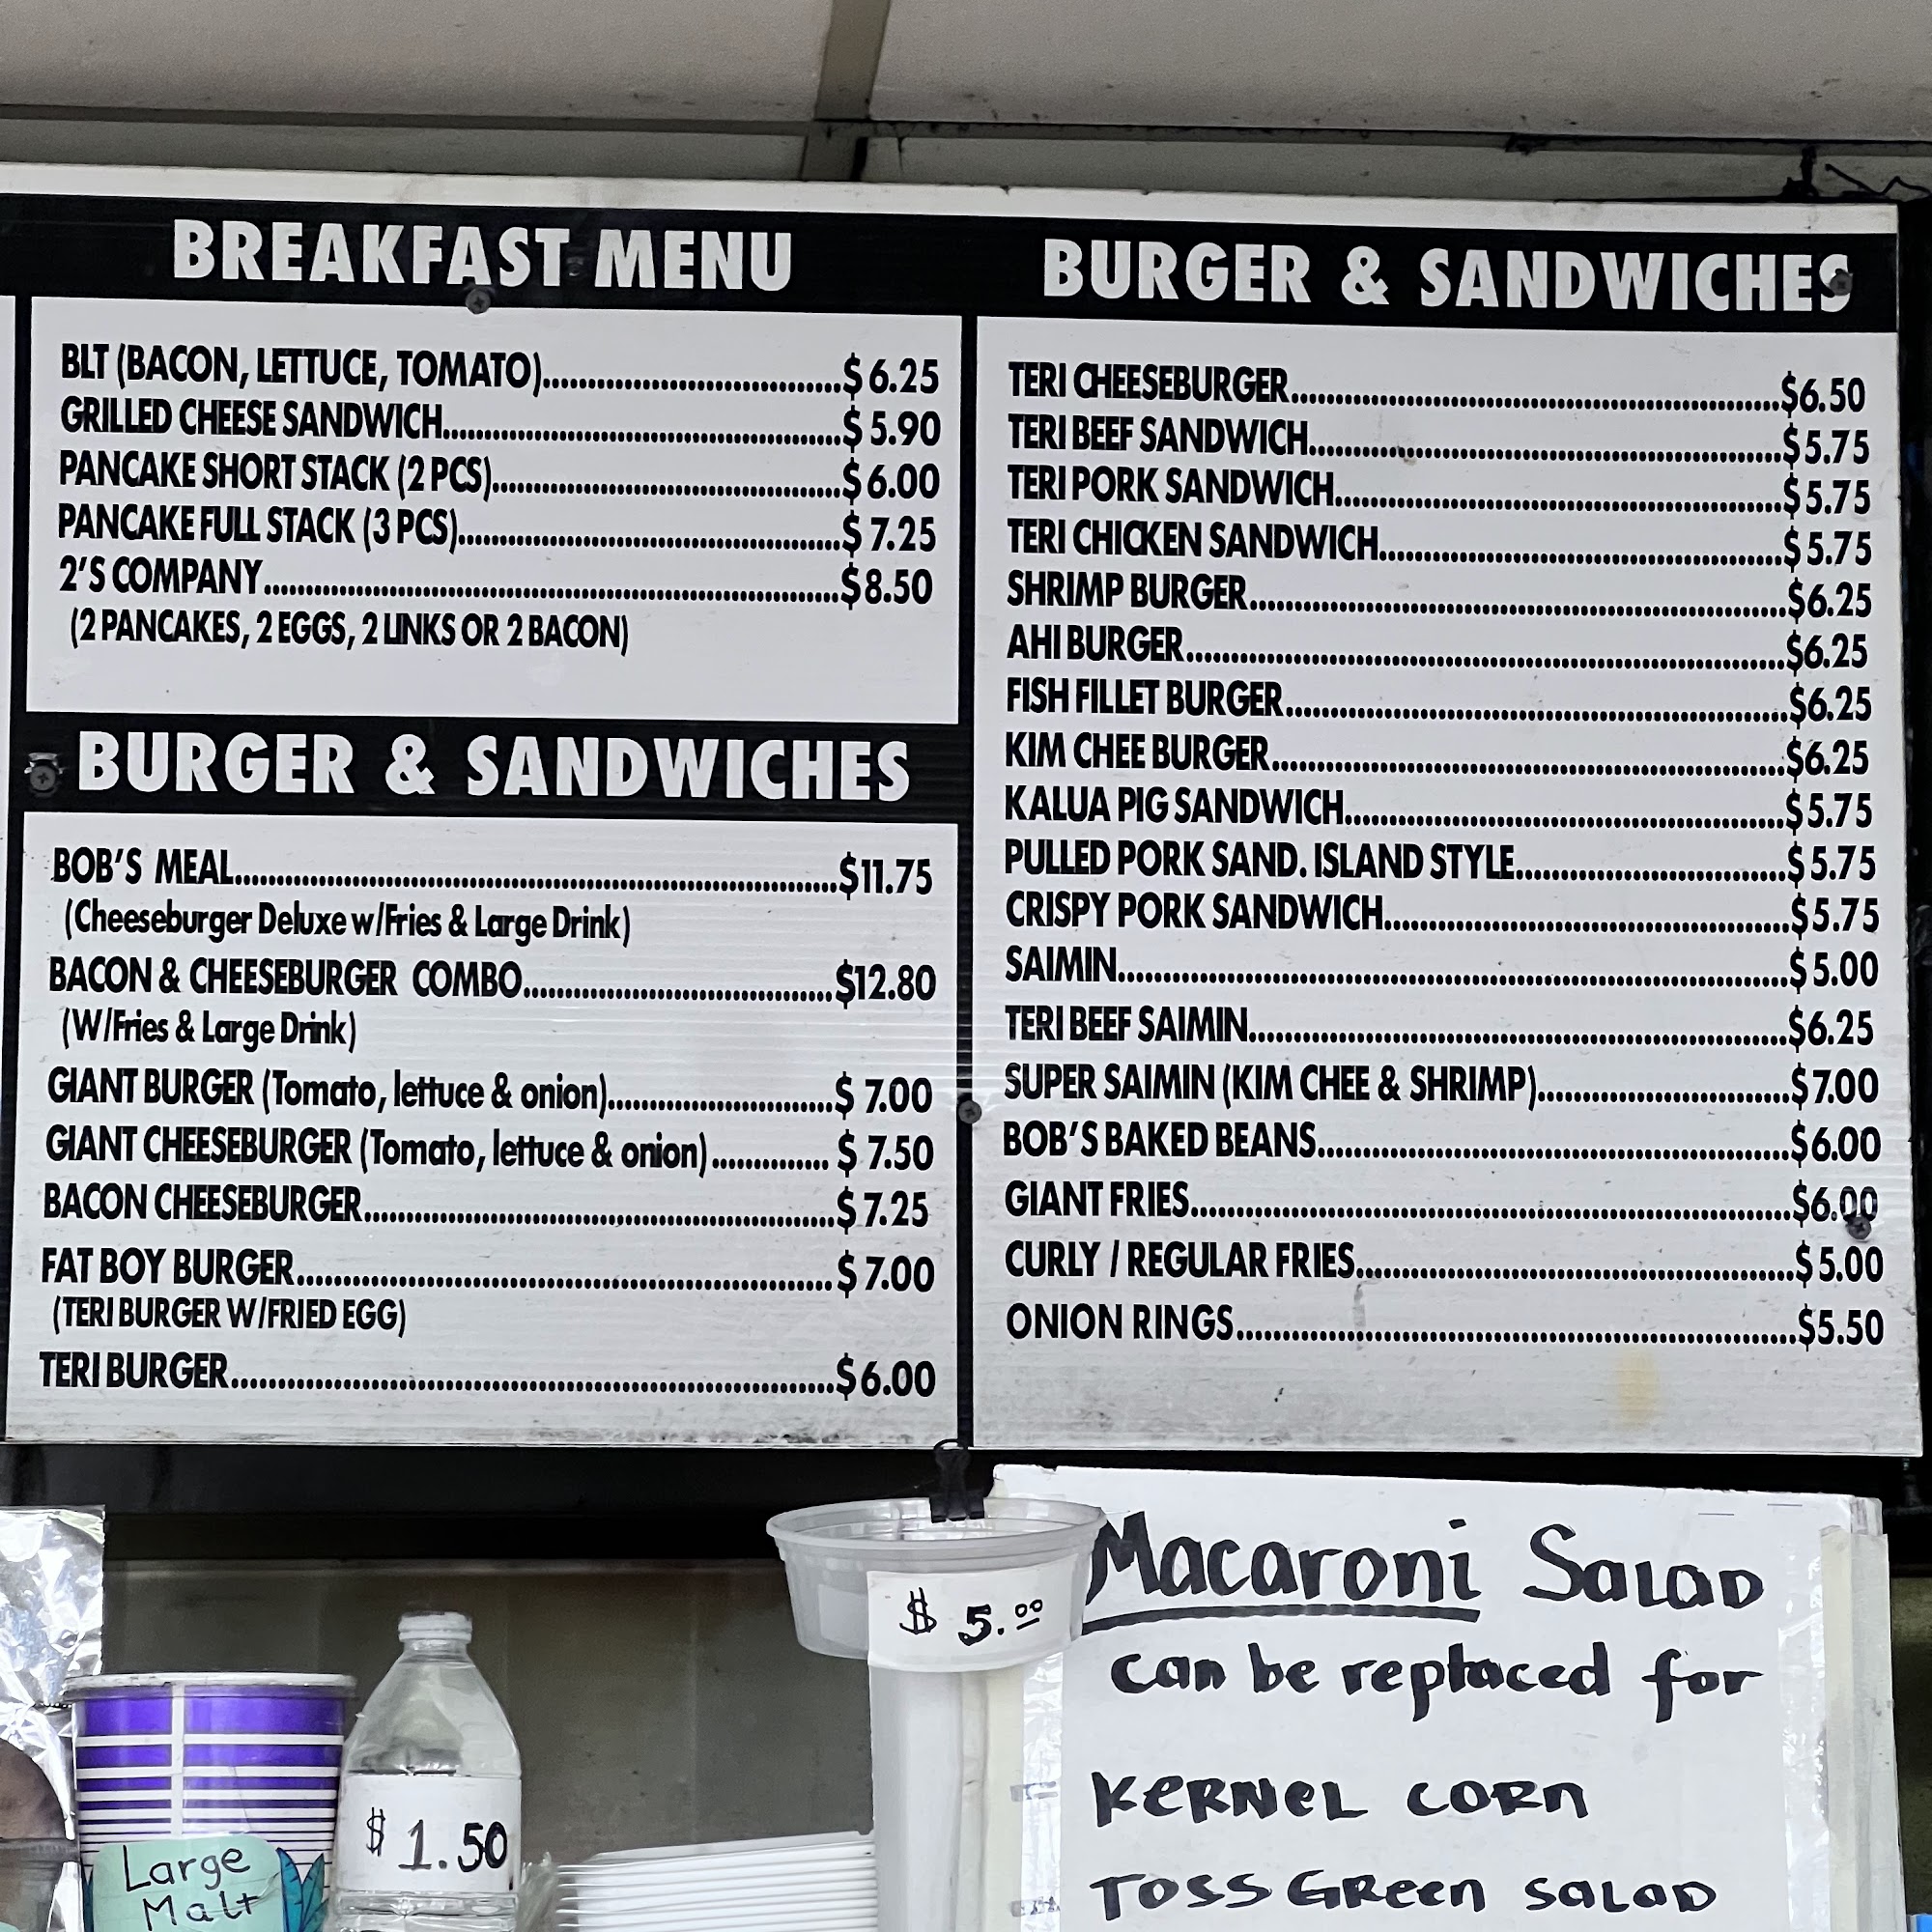 BREAKFAST MENU
BLT (BACON, LETTUCE, TOMATO)..............................$6.25
GRILLED CHEESE SANDWICH..............................$5.90
PANCAKE SHORT STACK (2 PCS)..............................$6.00
PANCAKE FULL STACK (3 PCS)..............................$7.25
2'S COMPANY..............................$8.50
(2 PANCAKES, 2 EGGS, 2 LINKS OR 2 BACON)
BURGER & SANDWICHES
BOB'S MEAL..............................$11.75
(Cheeseburger Deluxe w/Fries & Large Drink)
BACON & CHEESEBURGER COMBO..............................$12.80
(W/Fries & Large Drink)
GIANT BURGER (Tomato, lettuce & onion)..............................$7.00
GIANT CHEESEBURGER (Tomato, lettuce & onion).............. $7.50
BACON CHEESEBURGER..............................$7.25
FAT BOY BURGER..............................$7.00
(TERI BURGER W/FRIED EGG)
TERI BURGER..............................$6.00
BURGER & SANDWICHES
TERI CHEESEBURGER..............................$6.50
TERI BEEF SANDWICH..............................$5.75
TERI PORK SANDWICH..............................$5.75
TERI CHICKEN SANDWICH..............................$5.75
SHRIMP BURGER..............................$6.25
AHI BURGER..............................$6.25
FISH FILLET BURGER..............................$6.25
KIM CHEE BURGER..............................$6.25
KALUA PIG SANDWICH..............................$5.75
PULLED PORK SAND. ISLAND STYLE..............................$5.75
CRISPY PORK SANDWICH..............................$5.75
SAIMIN..............................$5.00
TERI BEEF SAIMIN..............................$6.25
SUPER SAIMIN (KIM CHEE & SHRIMP)..............................$7.00
BOB'S BAKED BEANS..............................$6.00
GIANT FRIES..............................$6.00
CURLY / REGULAR FRIES..............................$5.00
ONION RINGS..............................$5.50
$ 5.00
Macaroni Salad
can be replaced for
KERNEL CORN
TOSS GREEN SALAD
$ 1.50
Large
Malt